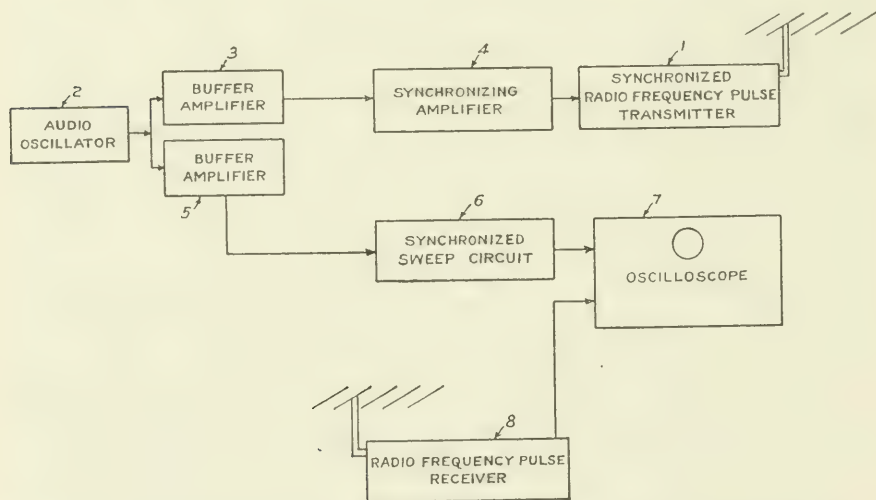 3
BUFFER
AMPLIFIER
4
SYNCHRONIZING
AMPLIFIER
1
SYNCHRONIZED
RADIO FREQUENCY PULSE
TRANSMITTER
2
AUDIO
OSCILLATOR
BUFFER
AMPLIFIER
5
6
SYNCHRONIZED
SWEEP CIRCUIT
7
OSCILLOSCOPE
8
RADIO FREQUENCY PULSE
RECEIVER